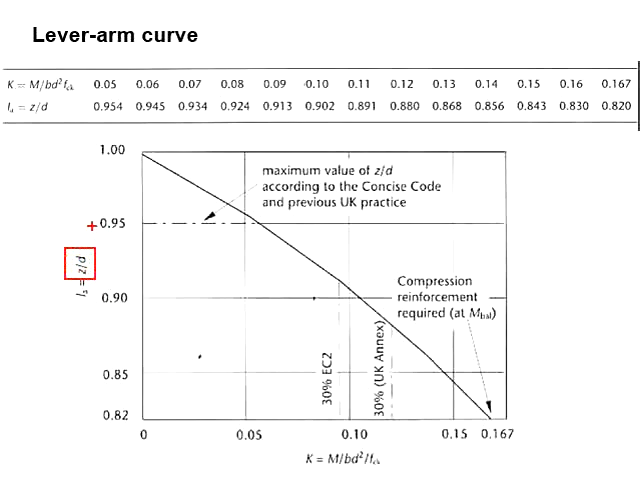 Lever-arm curve
K = M/bd²fck 0.05 0.06 0.07 0.08 0.09 0.10 0.11 0.12 0.13 0.14 0.15 0.16 0.167
la = z/d 0.954 0.945 0.934 0.924 0.913 0.902 0.891 0.880 0.868 0.856 0.843 0.830 0.820
1.00
maximum value of z/d
according to the Concise Code
and previous UK practice
+0.95
la = z/d
0.90
Compression
reinforcement
required (at Mbal)
30% EC2
30% (UK Annex)
0.85
0.82
0 0.05 0.10 0.15 0.167
K = M/bd²/fck